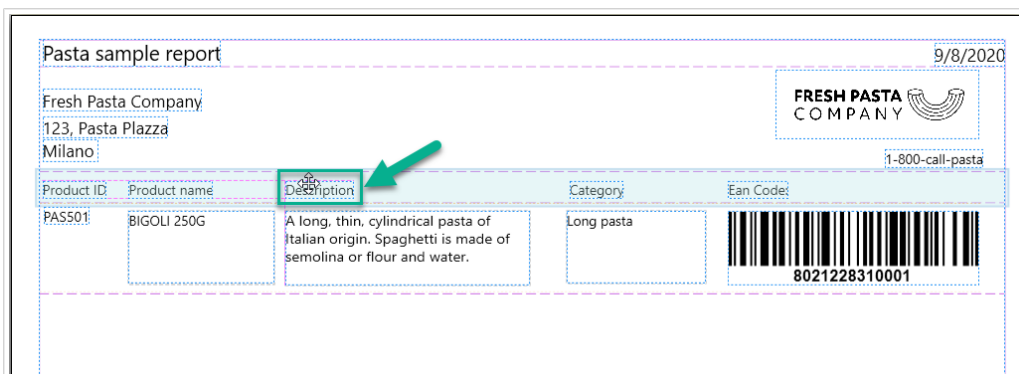 Pasta sample report 9/8/2020
Fresh Pasta Company
FRESH PASTA
COMPANY
123, Pasta Plazza
Milano
1-800-call-pasta
Product ID Product name Description Category Ean Code:
PAS501 BIGOLI 250G A long, thin, cylindrical pasta of Long pasta
Italian origin. Spaghetti is made of
semolina or flour and water.
8021228310001